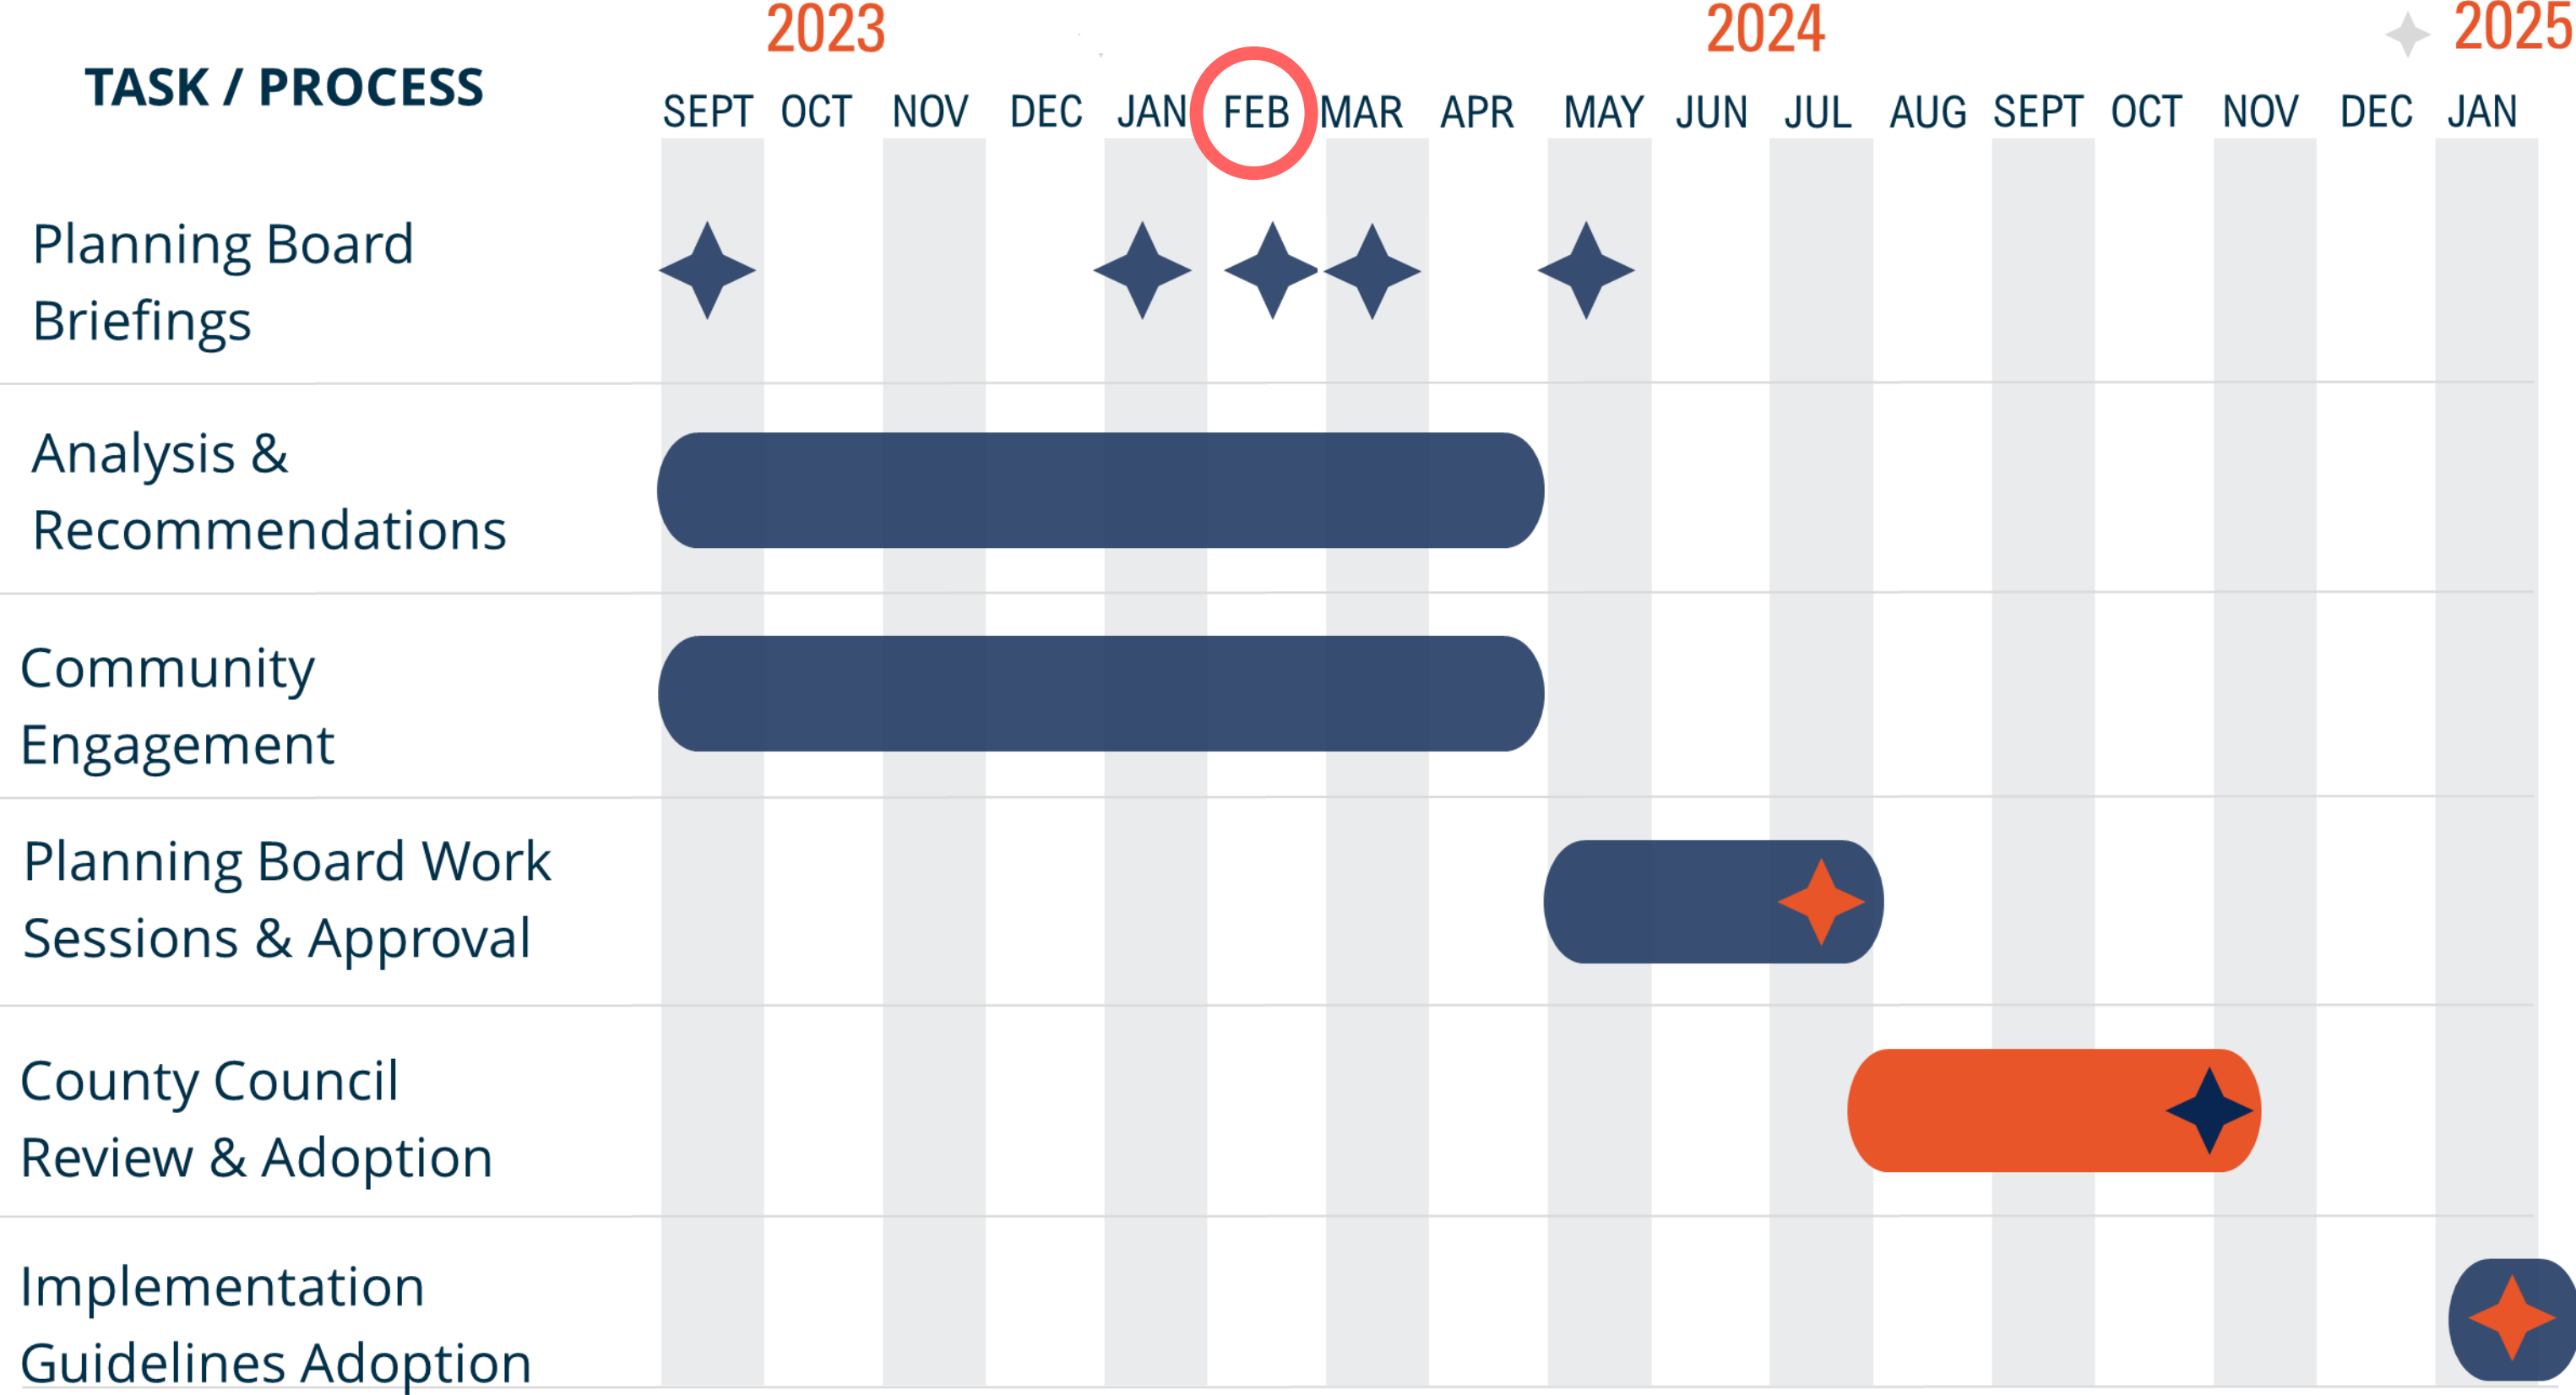 2023 2024 2025
TASK / PROCESS
SEPT OCT NOV DEC JAN FEB MAR APR MAY JUN JUL AUG SEPT OCT NOV DEC JAN
Planning Board
Briefings
Analysis &
Recommendations
Community
Engagement
Planning Board Work
Sessions & Approval
County Council
Review & Adoption
Implementation
Guidelines Adoption